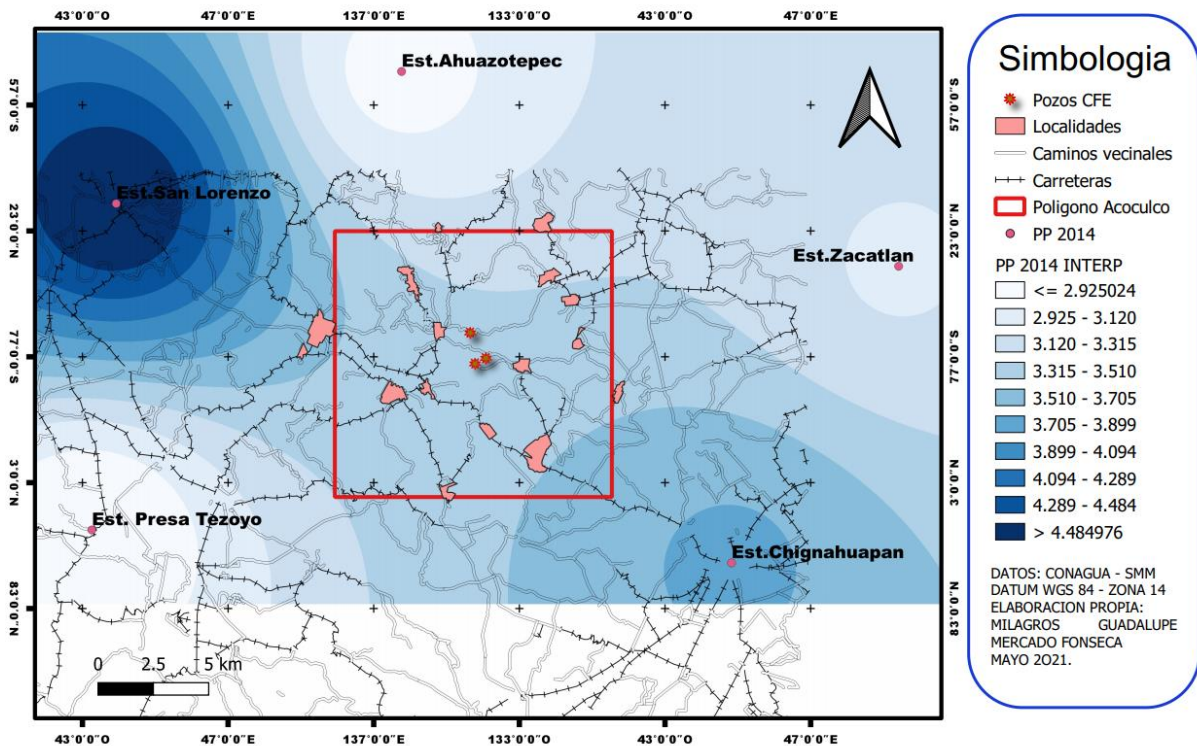 43°0'0"O 47°0'0"O 137°0'0"E 133°0'0"E 43°0'0"O 47°0'0"O
57°0'0"S
57°0'0"S
Est.Ahuazotepec
Est.San Lorenzo
23°0'0"N
23°0'0"N
Est.Zacatlan
77°0'0"S
77°0'0"S
3°0'0"N
3°0'0"N
Est. Presa Tezoyo
Est.Chignahuapan
83°0'0"N
83°0'0"N
0 2.5 5 km
43°0'0"O 47°0'0"O 137°0'0"E 133°0'0"E 43°0'0"O 47°0'0"O
Simbologia
Pozos CFE
Localidades
Caminos vecinales
Carreteras
Poligono Acoculco
PP 2014
PP 2014 INTERP
<= 2.925024
2.925 - 3.120
3.120 - 3.315
3.315 - 3.510
3.510 - 3.705
3.705 - 3.899
3.899 - 4.094
4.094 - 4.289
4.289 - 4.484
> 4.484976
DATOS: CONAGUA - SMM
DATUM WGS 84 - ZONA 14
ELABORACION PROPIA:
MILAGROS GUADALUPE
MERCADO FONSECA
MAYO 2O21.